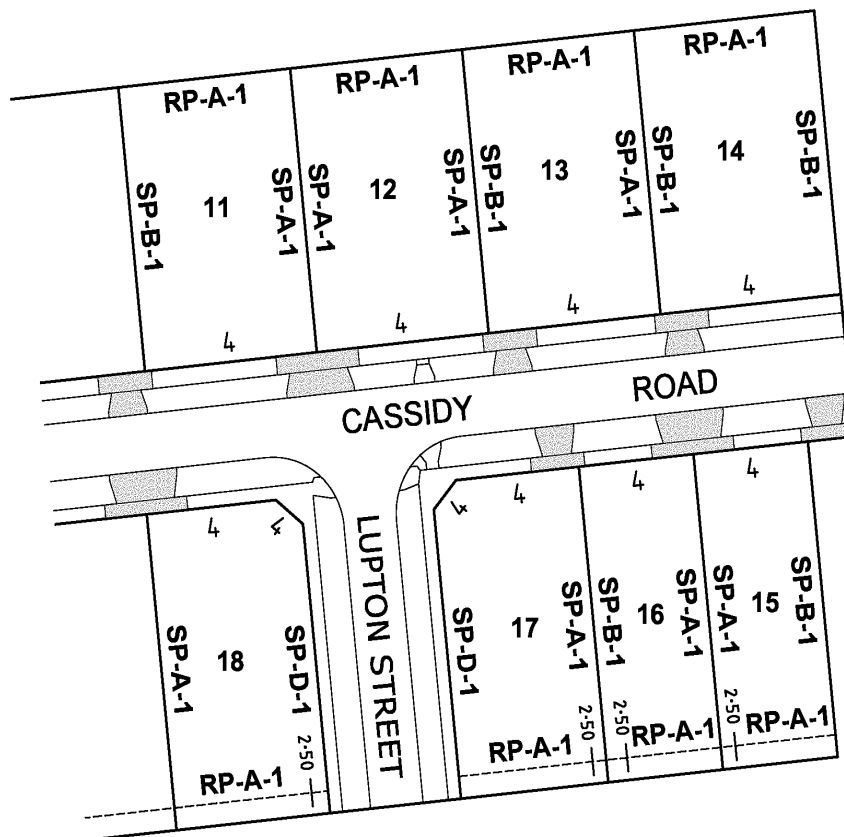 RP-A-1 RP-A-1 RP-A-1 RP-A-1
SP-B-1 11 SP-A-1 SP-A-1 12 SP-A-1 SP-B-1 13 SP-A-1 SP-B-1 14 SP-B-1
4 4 4 4
CASSIDY ROAD
4 4 4 4 4 4
LUPTON STREET
SP-A-1 18 SP-D-1 SP-D-1 17 SP-A-1 SP-B-1 16 SP-A-1 SP-A-1 15 SP-B-1
2·50 2·50 2·50 2·50
RP-A-1 RP-A-1 RP-A-1 RP-A-1